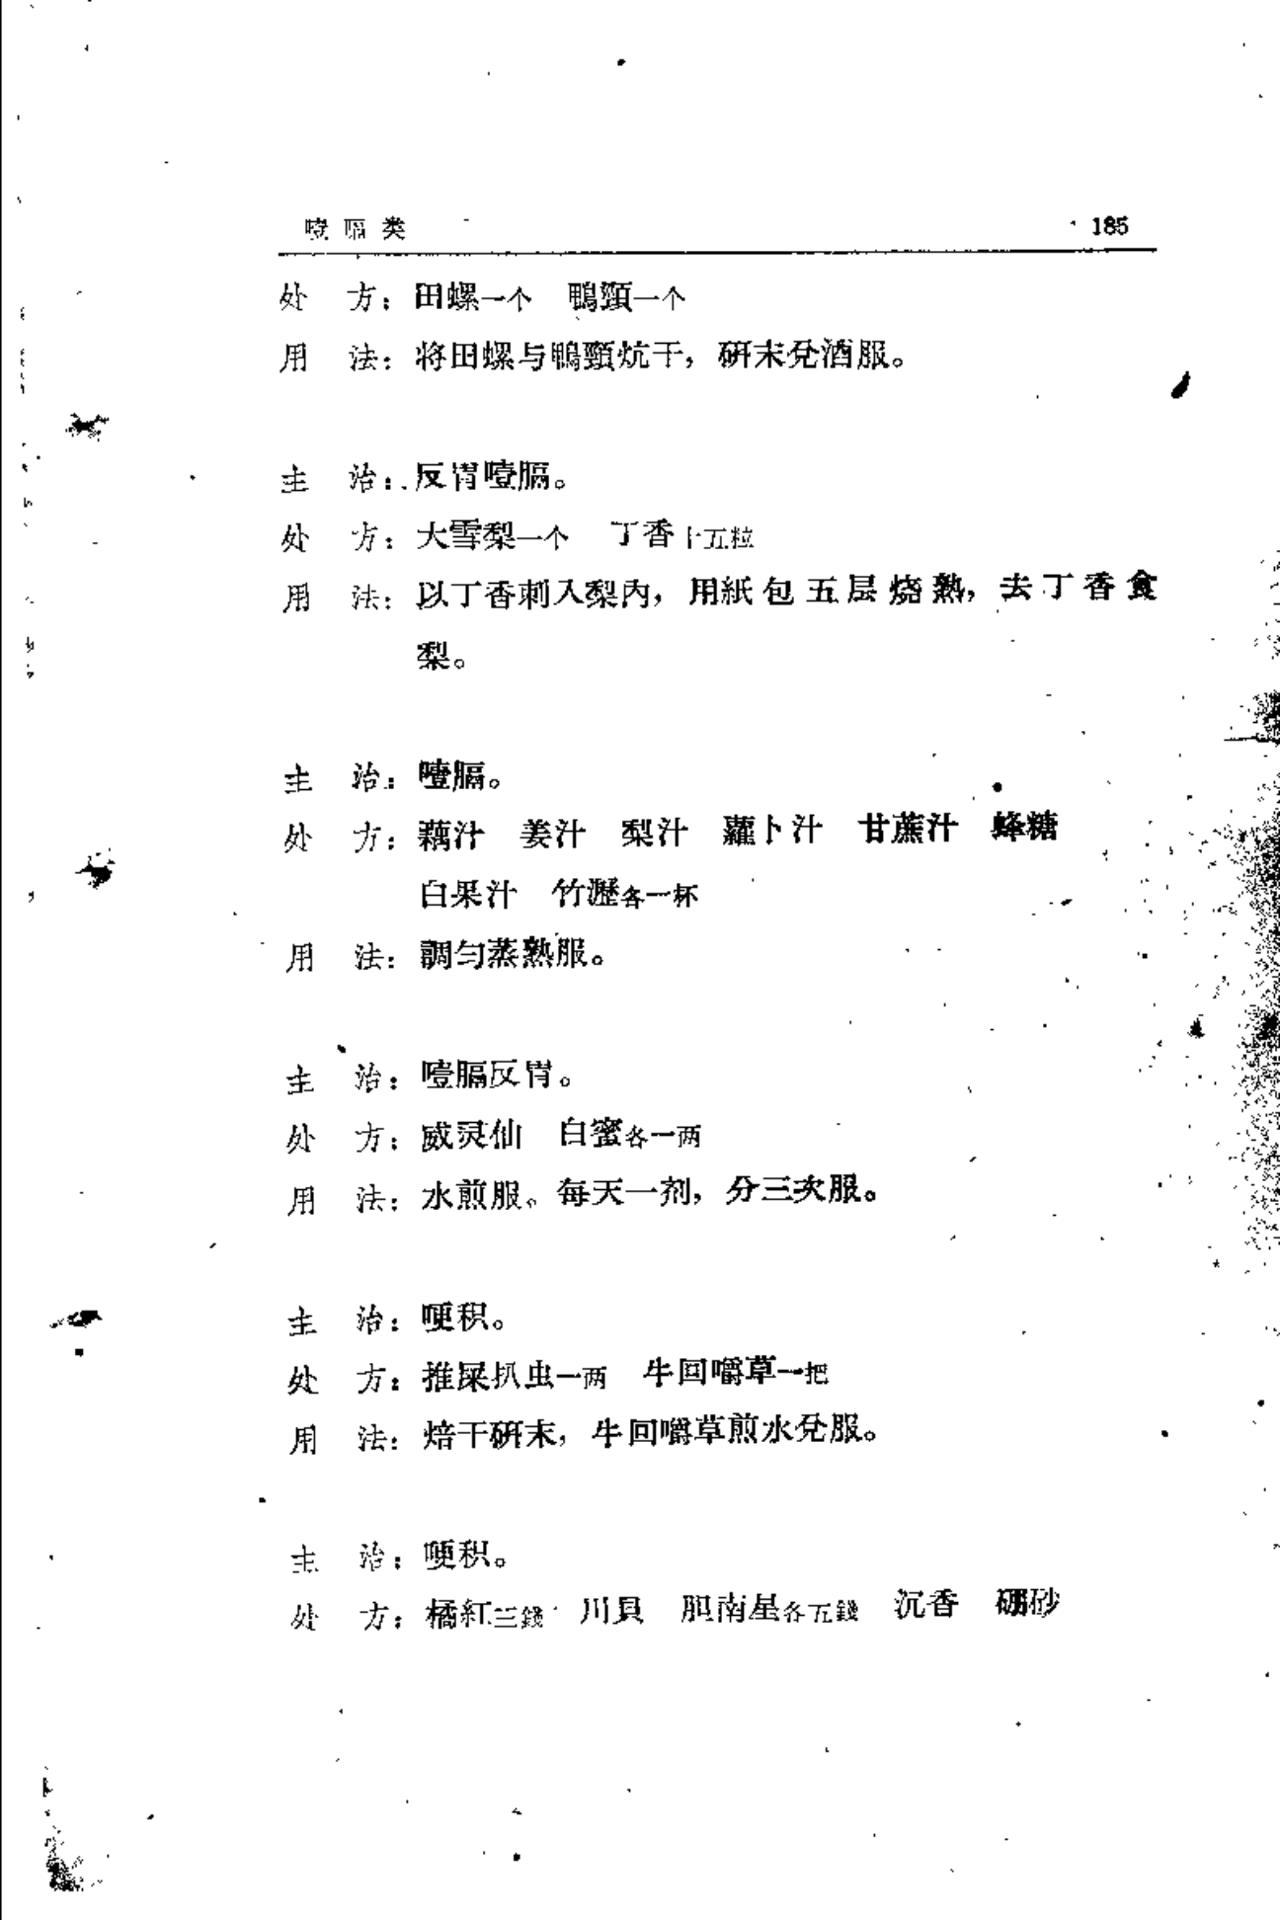 噎膈类 185
处 方：田螺一个 鴨頸一个
用 法：将田螺与鴨頸炕干，研末兌酒服。
主 治：反胃噎膈。
处 方：大雪梨一个 丁香十五粒
用 法：以丁香刺入梨內，用紙包五层烧熟，去丁香食
梨。
主 治：噎膈。
处 方：藕汁 姜汁 梨汁 蘿卜汁 甘蔗汁 蜂糖
白果汁 竹瀝各一杯
用 法：調匀蒸熟服。
主 治：噎膈反胃。
处 方：威灵仙 白蜜各一两
用 法：水煎服。每天一剂，分三次服。
主 治：哽积。
处 方：推屎扒虫一两 牛回嚼草一把
用 法：焙干研末，牛回嚼草煎水兌服。
主 治：哽积。
处 方：橘紅三錢 川貝 胆南星各五錢 沉香 硼砂